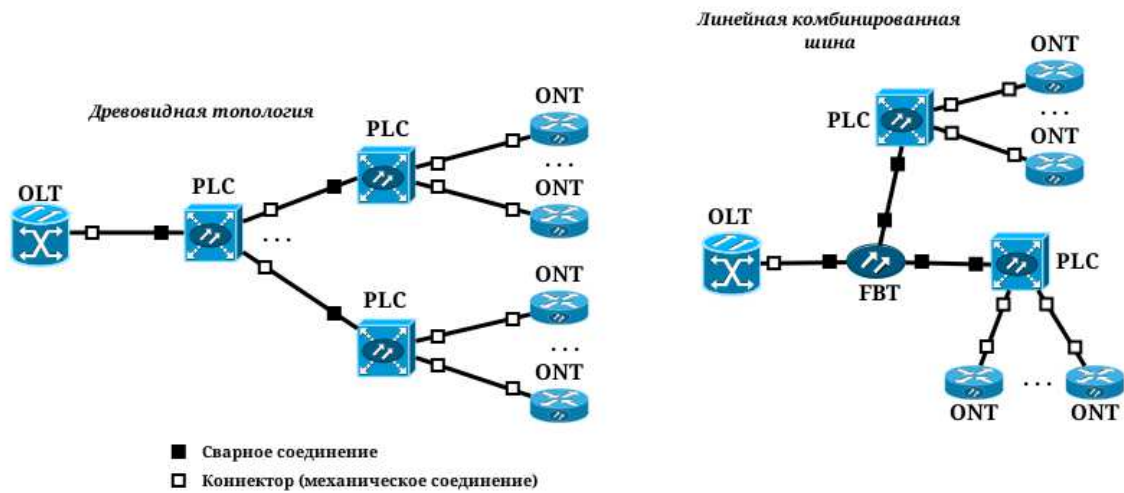 Древовидная топология
OLT
PLC
. . .
PLC
ONT
. . .
ONT
PLC
ONT
. . .
ONT
Линейная комбинированная
шина
OLT
FBT
PLC
ONT
. . .
ONT
PLC
ONT
. . .
ONT
Сварное соединение
Коннектор (механическое соединение)